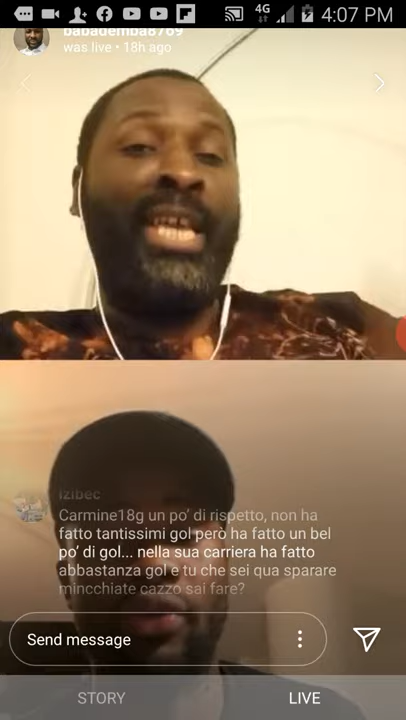 4G 4:07 PM
babademba8769
was live • 18h ago
izibec
Carmine18g un po' di rispetto, non ha
fatto tantissimi gol però ha fatto un bel
po' di gol... nella sua carriera ha fatto
abbastanza gol e tu che sei qua sparare
mincchiate cazzo sai fare?
Send message
STORY LIVE